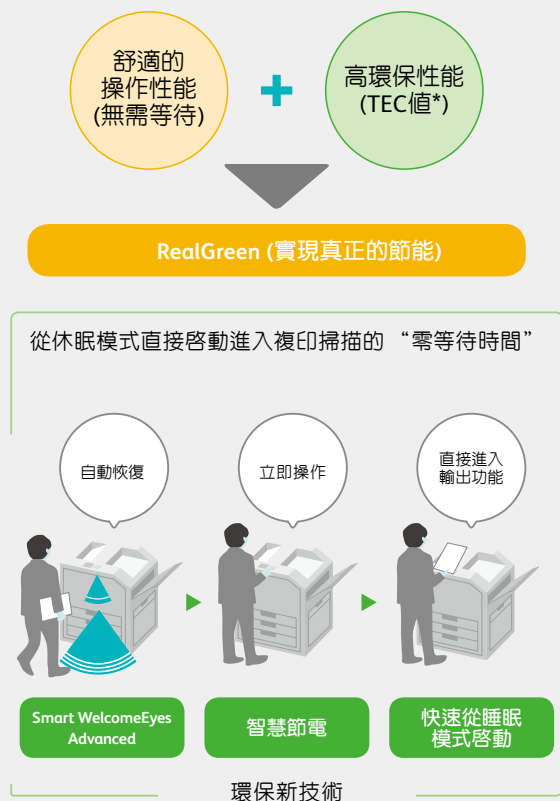 舒適的
操作性能
(無需等待)
高環保性能
(TEC值*)
RealGreen (實現真正的節能)
從休眠模式直接啓動進入複印掃描的 “零等待時間”
自動恢復
立即操作
直接進入
輸出功能
Smart WelcomeEyes
Advanced
智慧節電
快速從睡眠
模式啓動
環保新技術